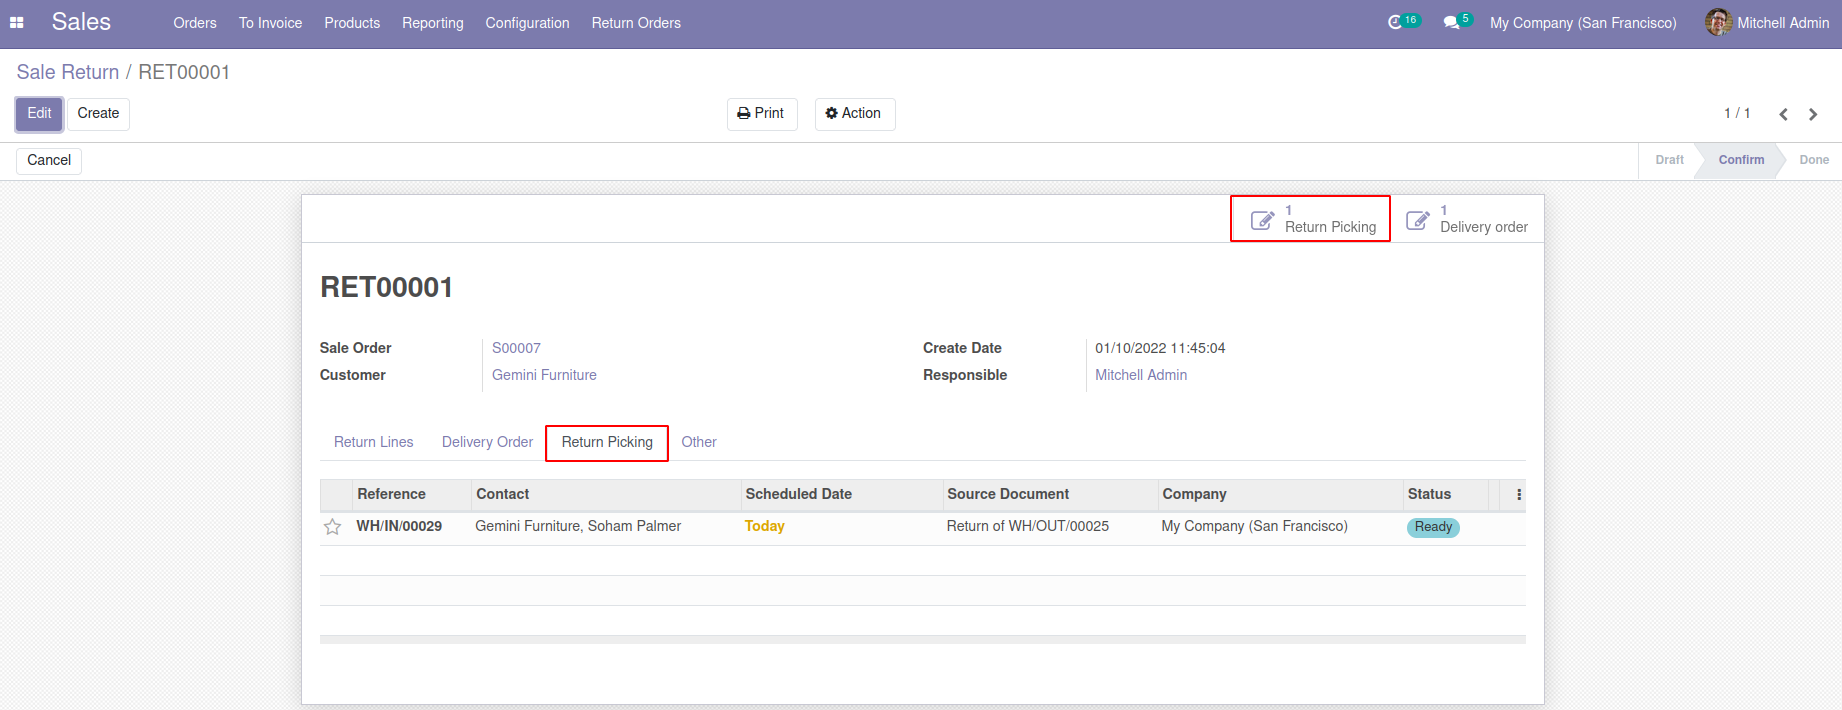 Sales Orders To Invoice Products Reporting Configuration Return Orders 16 5 My Company (San Francisco) Mitchell Admin
Sale Return / RET00001
Edit Create Print Action 1 / 1
Cancel Draft Confirm Done
1 Return Picking 1 Delivery order
RET00001
Sale Order S00007 Create Date 01/10/2022 11:45:04
Customer Gemini Furniture Responsible Mitchell Admin
Return Lines Delivery Order Return Picking Other
Reference Contact Scheduled Date Source Document Company Status
WH/IN/00029 Gemini Furniture, Soham Palmer Today Return of WH/OUT/00025 My Company (San Francisco) Ready